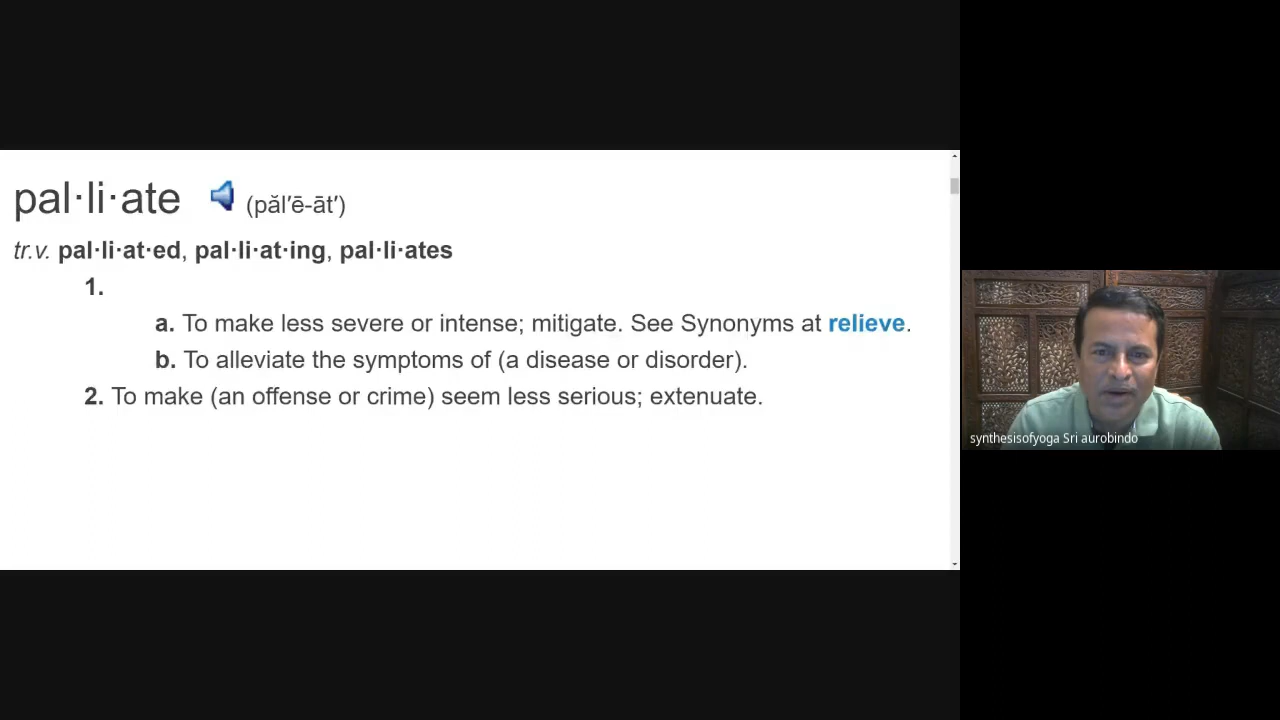 pal·li·ate (păl′ē-āt′)
tr.v. pal·li·at·ed, pal·li·at·ing, pal·li·ates
1.
a. To make less severe or intense; mitigate. See Synonyms at relieve.
b. To alleviate the symptoms of (a disease or disorder).
2. To make (an offense or crime) seem less serious; extenuate.
synthesisofyoga Sri aurobindo